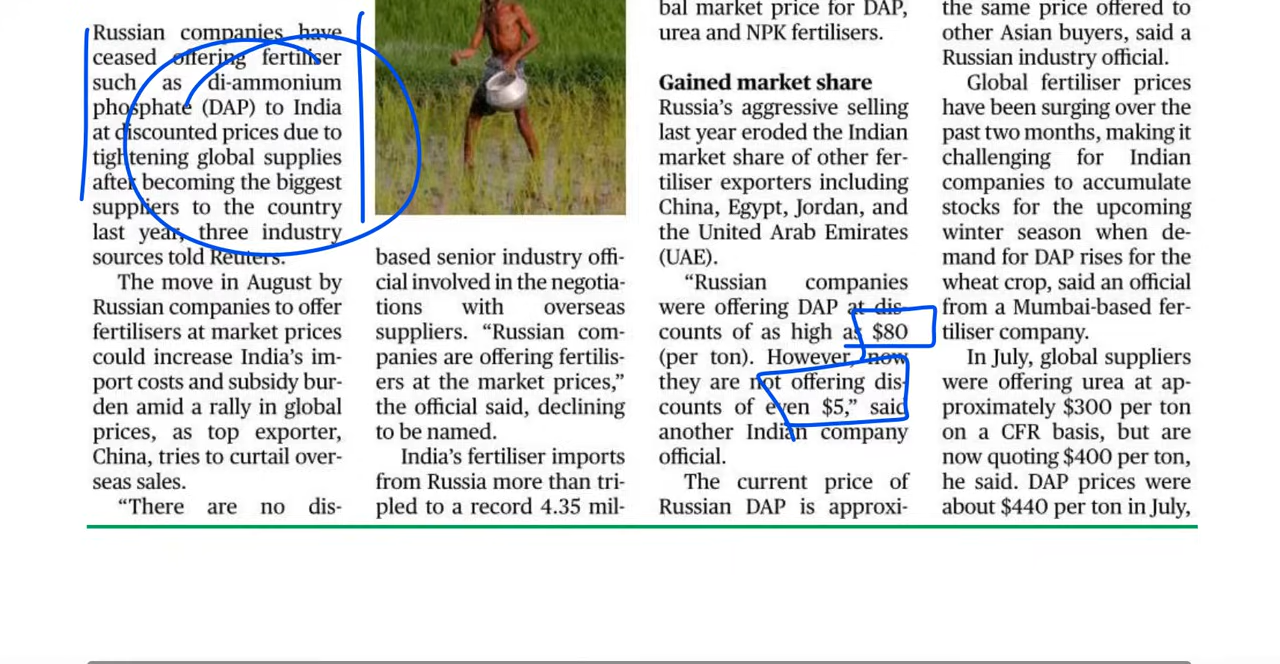 Russian companies have
ceased offering fertiliser
such as di-ammonium
phosphate (DAP) to India
at discounted prices due to
tightening global supplies
after becoming the biggest
suppliers to the country
last year, three industry
sources told Reuters.
The move in August by
Russian companies to offer
fertilisers at market prices
could increase India's im-
port costs and subsidy bur-
den amid a rally in global
prices, as top exporter,
China, tries to curtail over-
seas sales.
"There are no dis-
based senior industry offi-
cial involved in the negotia-
tions with overseas
suppliers. "Russian com-
panies are offering fertilis-
ers at the market prices,"
the official said, declining
to be named.
India's fertiliser imports
from Russia more than tri-
pled to a record 4.35 mil-
bal market price for DAP,
urea and NPK fertilisers.
Gained market share
Russia's aggressive selling
last year eroded the Indian
market share of other fer-
tiliser exporters including
China, Egypt, Jordan, and
the United Arab Emirates
(UAE).
"Russian companies
were offering DAP at dis-
counts of as high as $80
(per ton). However, now
they are not offering dis-
counts of even $5," said
another Indian company
official.
The current price of
Russian DAP is approxi-
the same price offered to
other Asian buyers, said a
Russian industry official.
Global fertiliser prices
have been surging over the
past two months, making it
challenging for Indian
companies to accumulate
stocks for the upcoming
winter season when de-
mand for DAP rises for the
wheat crop, said an official
from a Mumbai-based fer-
tiliser company.
In July, global suppliers
were offering urea at ap-
proximately $300 per ton
on a CFR basis, but are
now quoting $400 per ton,
he said. DAP prices were
about $440 per ton in July,